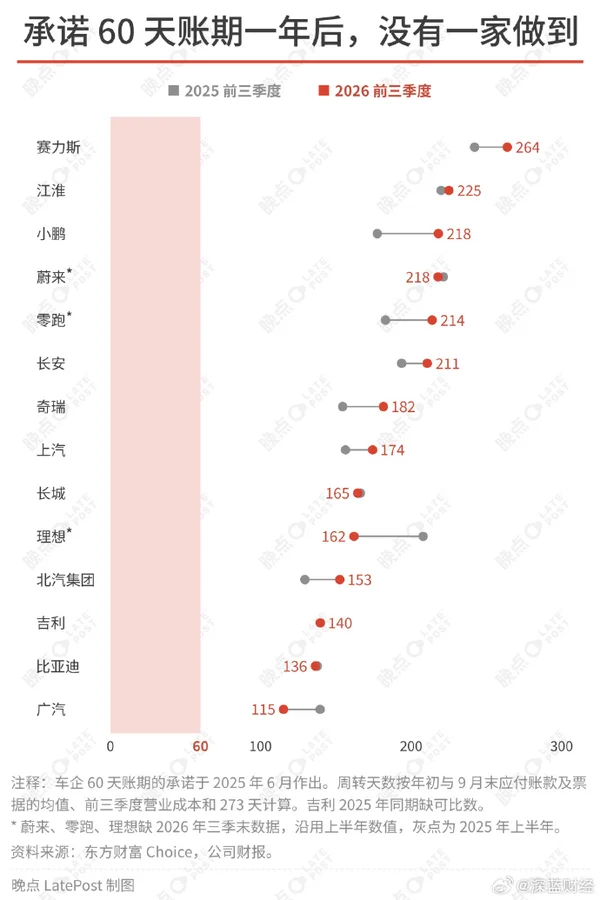 承诺 60 天账期一年后，没有一家做到
2025 前三季度 2026 前三季度
赛力斯 264
江淮 225
小鹏 218
蔚来* 218
零跑* 214
长安 211
奇瑞 182
上汽 174
长城 165
理想* 162
北汽集团 153
吉利 140
比亚迪 136
广汽 115
0 60 100 200 300
注释：车企 60 天账期的承诺于 2025 年 6 月作出。周转天数按年初与 9 月末应付账款及票
据的均值、前三季度营业成本和 273 天计算。吉利 2025 年同期缺可比数。
* 蔚来、零跑、理想缺 2026 年三季末数据，沿用上半年数值，灰点为 2025 年上半年。
资料来源：东方财富 Choice，公司财报。
晚点 LatePost 制图
@深蓝财经
晚点 LATE POST